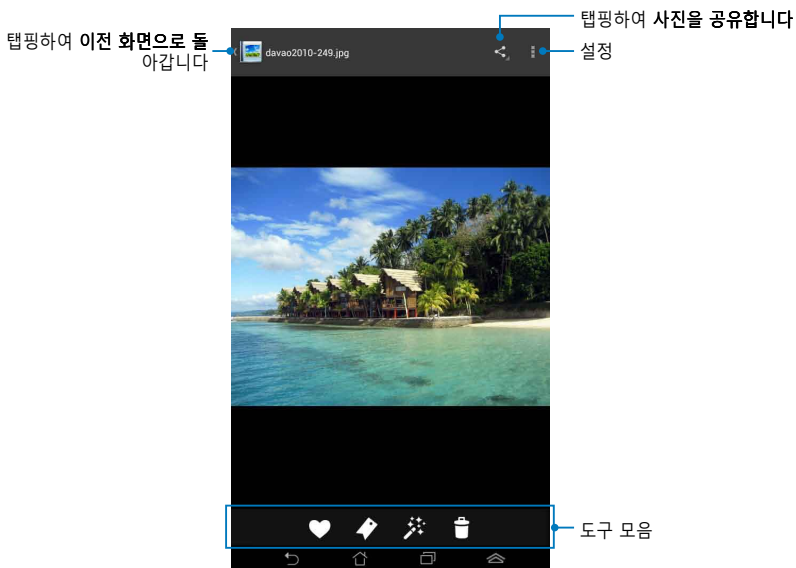 탭핑하여 사진을 공유합니다
탭핑하여 이전 화면으로 돌
아갑니다
davao2010-249.jpg
설정
도구 모음